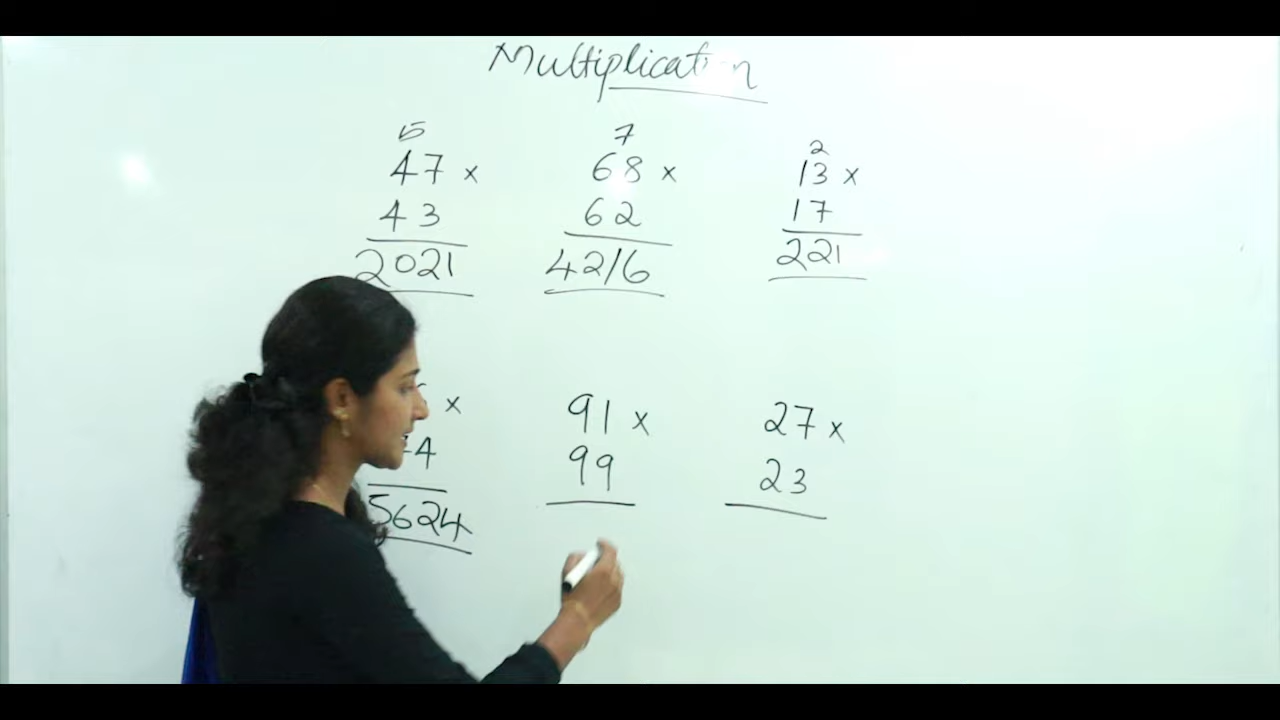 Multiplication
5 7 2
47 x 68 x 13 x
43 62 17
2021 4216 221
x 91 x 27 x
4 99 23
5624